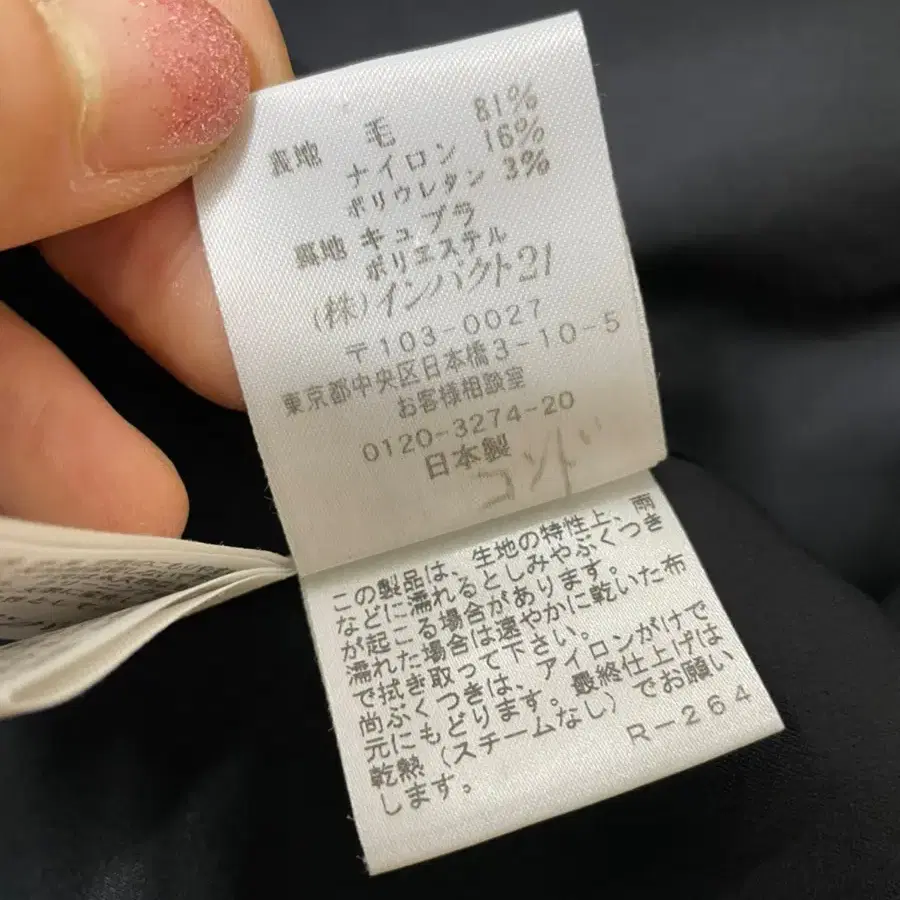 表地 毛 81%
ナイロン 16%
ポリウレタン 3%
裏地 キュプラ
ポリエステル
(株)インパクト21
〒103-0027
東京都中央区日本橋3-10-5
お客様相談室
0120-3274-20
日本製
コンド
この製品は、生地の特性上、雨
などに濡れるとしみやぶくつき
が起こる場合があります。
濡れた場合は速やかに乾いた布
で拭き取って下さい。
尚ぶくつきは、アイロンがけで
元にもどります。最終仕上げは
乾熱(スチームなし)でお願い
します。
R-264